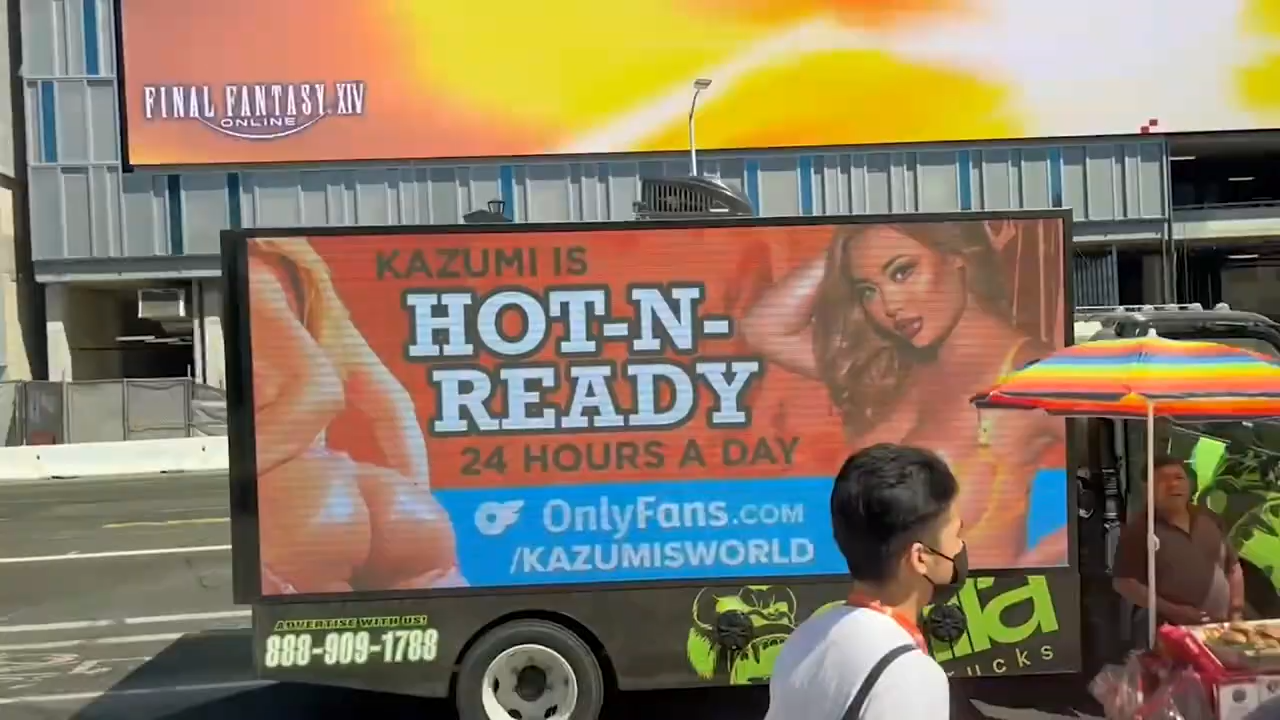 FINAL FANTASY XIV
ONLINE
KAZUMI IS
HOT-N-
READY
24 HOURS A DAY
OnlyFans.COM
/KAZUMISWORLD
ADVERTISE WITH US!
888-909-1788